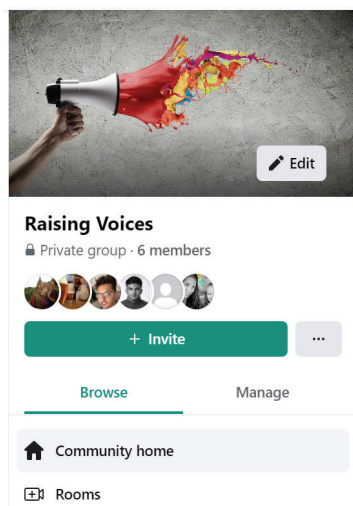 Edit
Raising Voices
Private group · 6 members
+ Invite
...
Browse Manage
Community home
Rooms